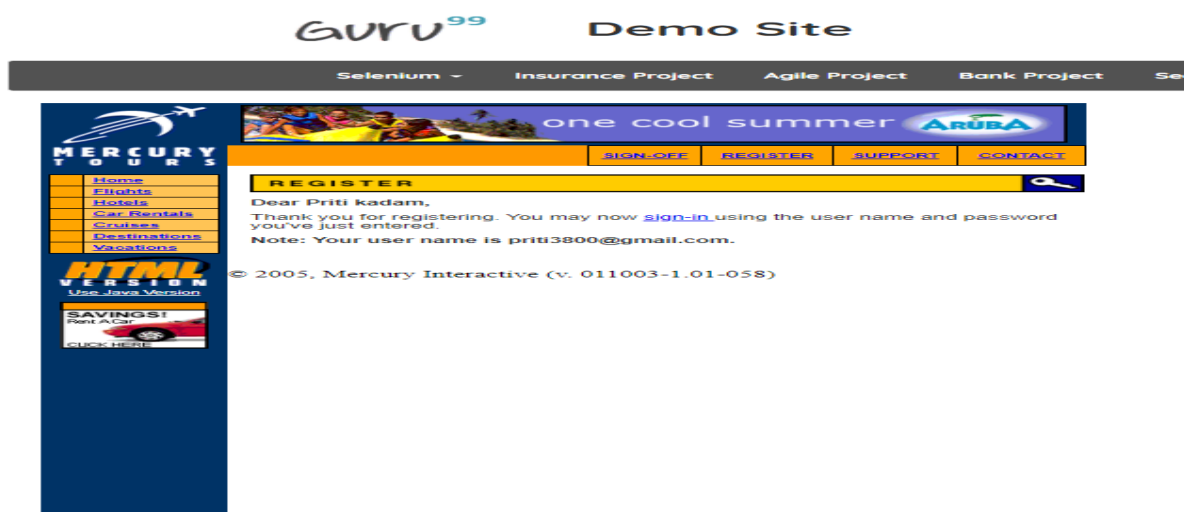 Guru99 Demo Site
Selenium Insurance Project Agile Project Bank Project Se
one cool summer ARUBA
MERCURY
TOURS
SIGN-OFF REGISTER SUPPORT CONTACT
Home
Flights
Hotels
Car Rentals
Cruises
Destinations
Vacations
HTML
VERSION
Use Java Version
SAVINGS!
Rent A Car
CLICK HERE
REGISTER
Dear Priti kadam,
Thank you for registering. You may now sign-in using the user name and password
you've just entered.
Note: Your user name is priti3800@gmail.com.
© 2005, Mercury Interactive (v. 011003-1.01-058)